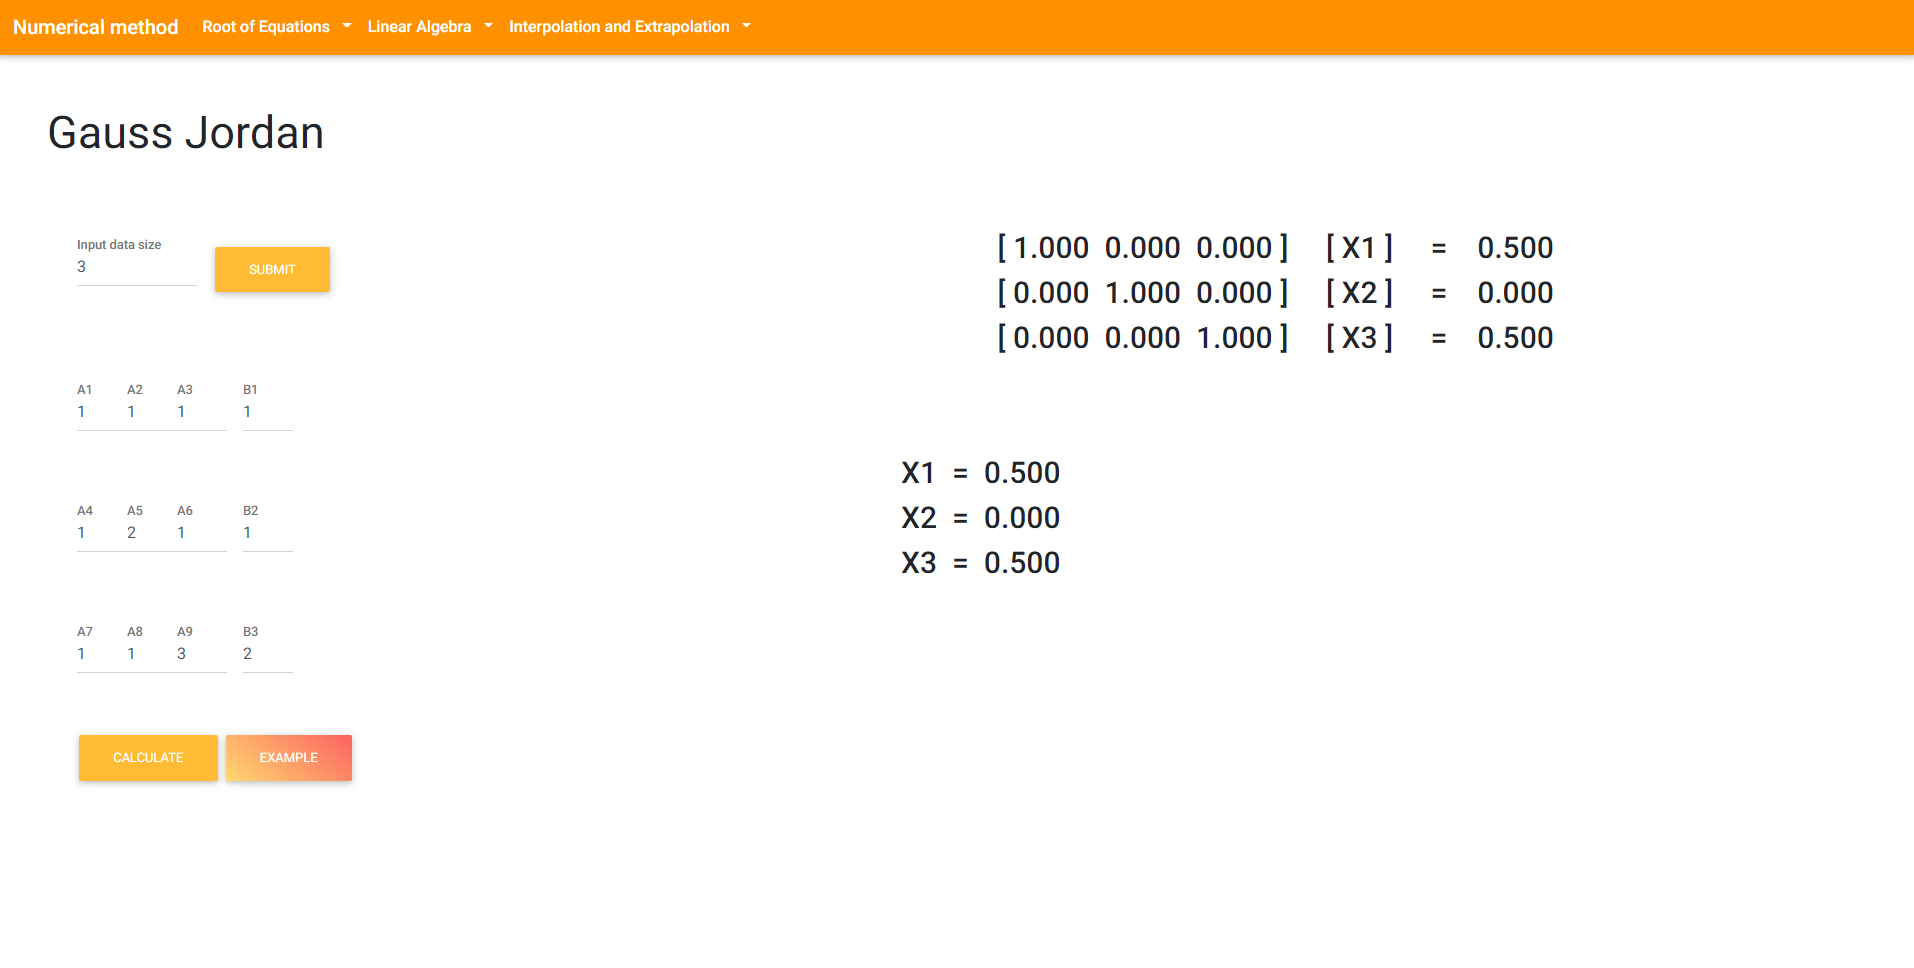 Numerical method Root of Equations Linear Algebra Interpolation and Extrapolation
Gauss Jordan
Input data size
3
SUBMIT
A1 A2 A3 B1
1 1 1 1
A4 A5 A6 B2
1 2 1 1
A7 A8 A9 B3
1 1 3 2
CALCULATE EXAMPLE
[ 1.000 0.000 0.000 ] [ X1 ] = 0.500
[ 0.000 1.000 0.000 ] [ X2 ] = 0.000
[ 0.000 0.000 1.000 ] [ X3 ] = 0.500
X1 = 0.500
X2 = 0.000
X3 = 0.500